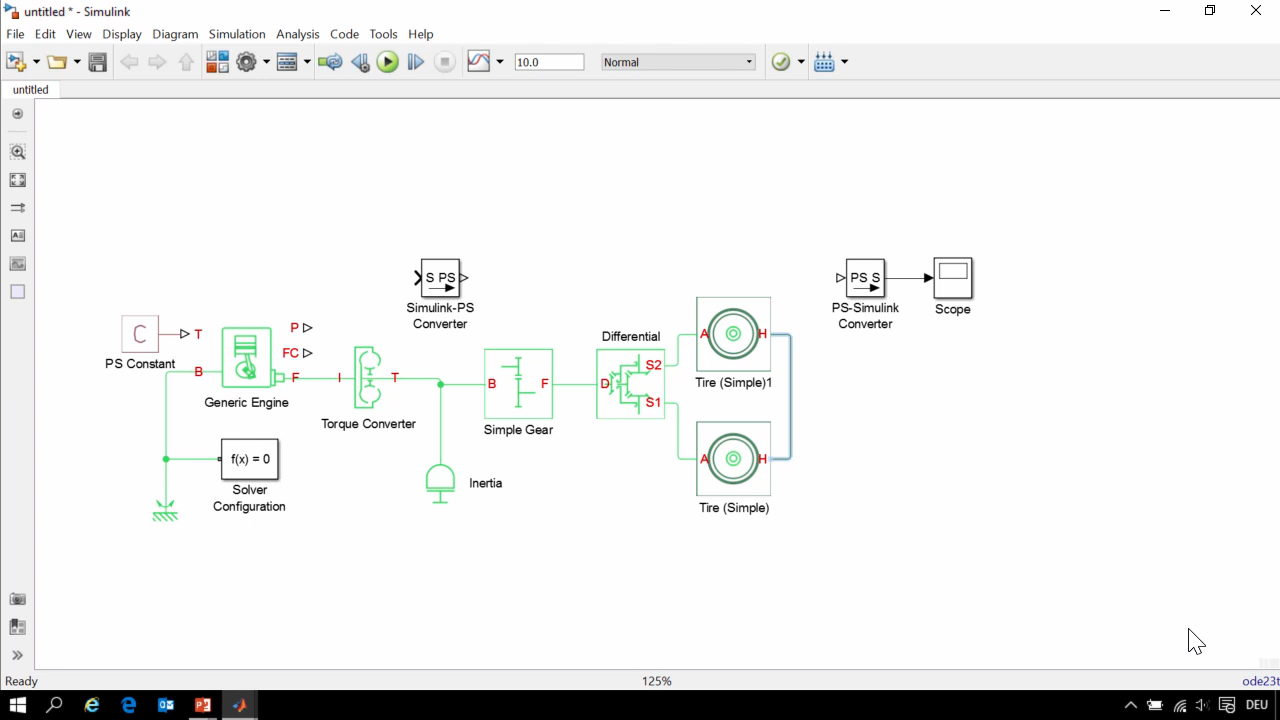 untitled * - Simulink
File Edit View Display Diagram Simulation Analysis Code Tools Help
10.0
Normal
untitled
S PS
Simulink-PS
Converter
PS S
PS-Simulink
Converter
Scope
C
T
PS Constant
P
FC
B
F
Generic Engine
I
T
Torque Converter
B
F
Simple Gear
Differential
D
S2
S1
A
H
Tire (Simple)1
A
H
Tire (Simple)
f(x) = 0
Solver
Configuration
Inertia
Ready
125%
ode23t
DEU